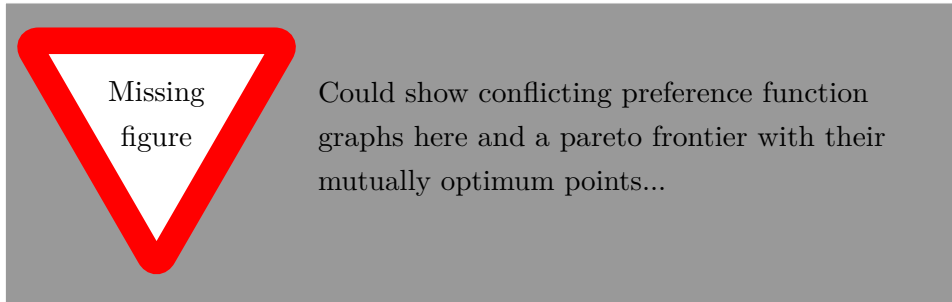 Missing
figure
Could show conflicting preference function
graphs here and a pareto frontier with their
mutually optimum points...